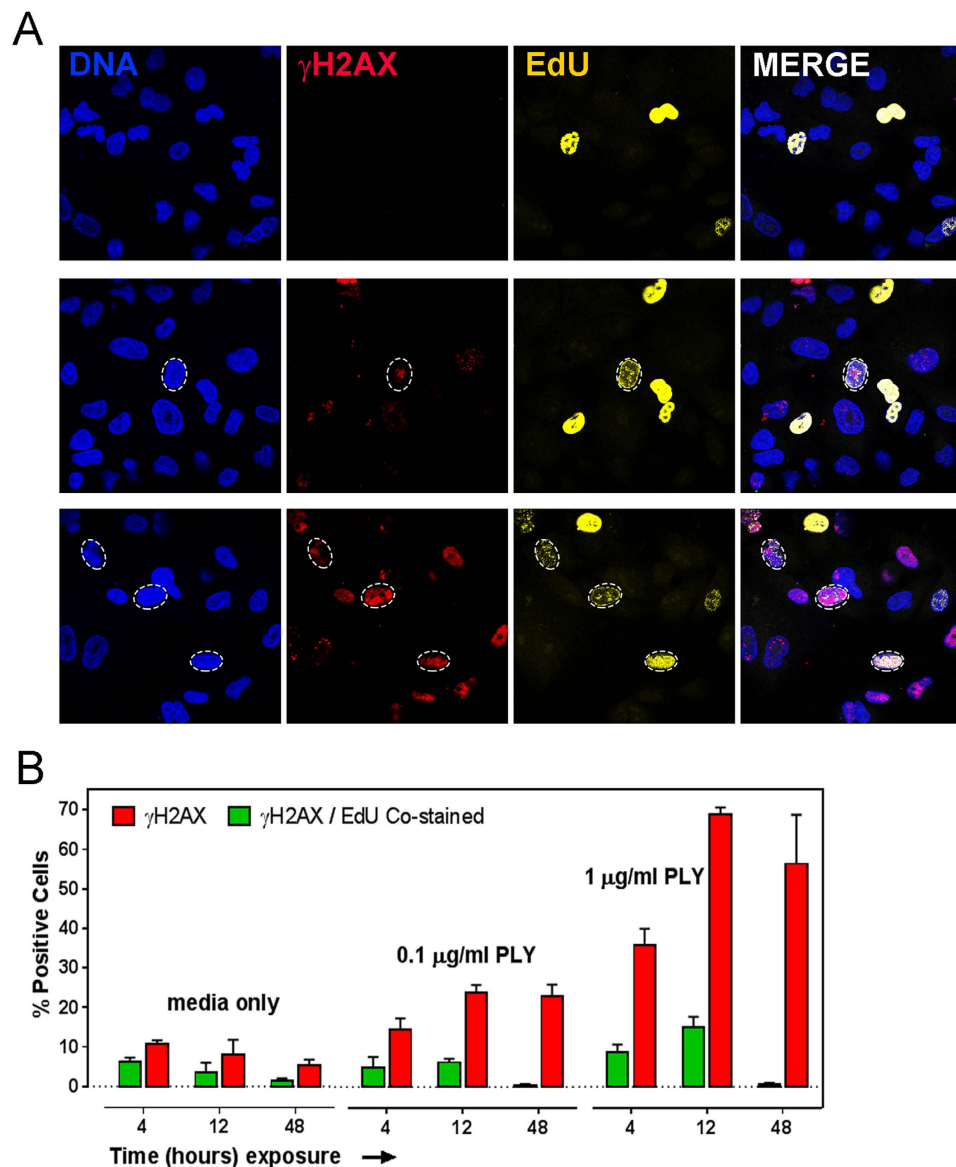 A
DNA γH2AX EdU MERGE
B
γH2AX γH2AX / EdU Co-stained
% Positive Cells
70
60
50
40
30
20
10
0
media only
0.1 μg/ml PLY
1 μg/ml PLY
4 12 48 4 12 48 4 12 48
Time (hours) exposure →